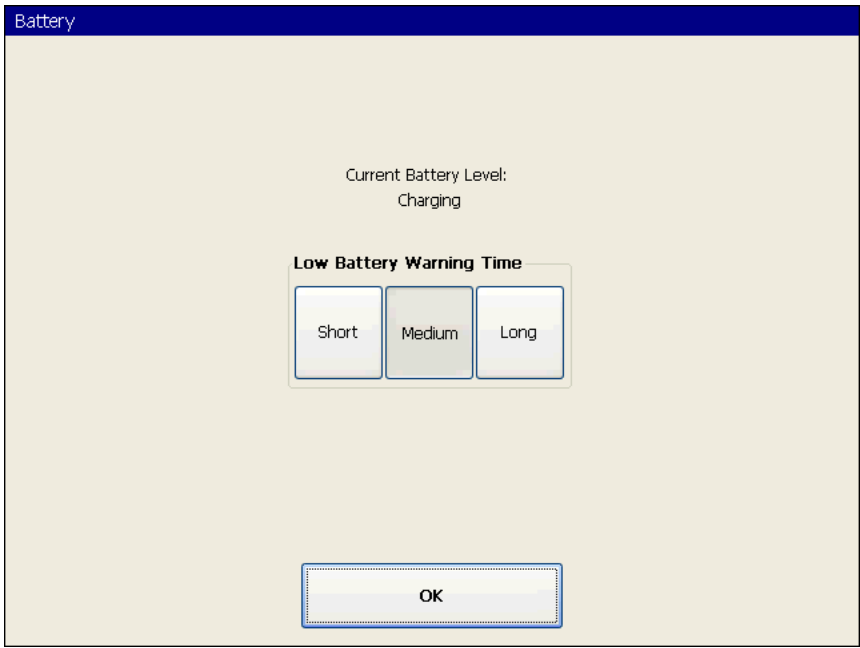 Battery
Current Battery Level:
Charging
Low Battery Warning Time
Short Medium Long
OK